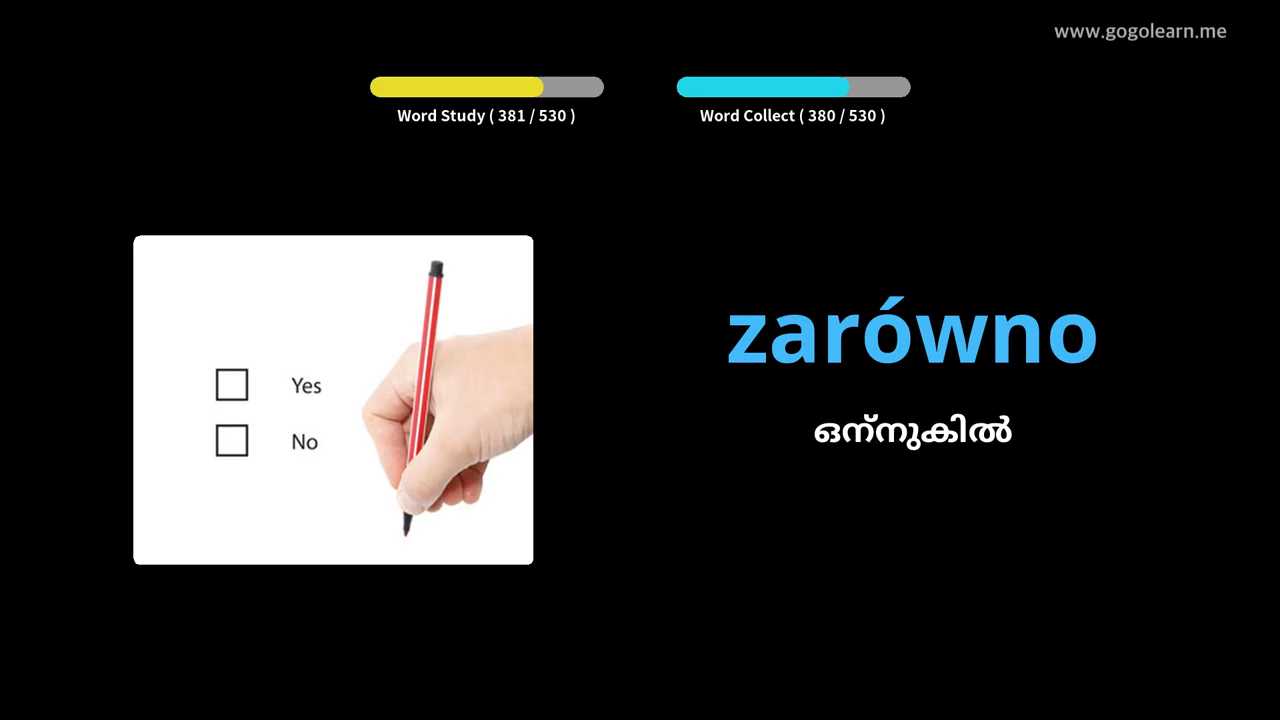 www.gogolearn.me
Word Study ( 381 / 530 )
Word Collect ( 380 / 530 )
Yes
No
zarówno
ഒന്നുകിൽ